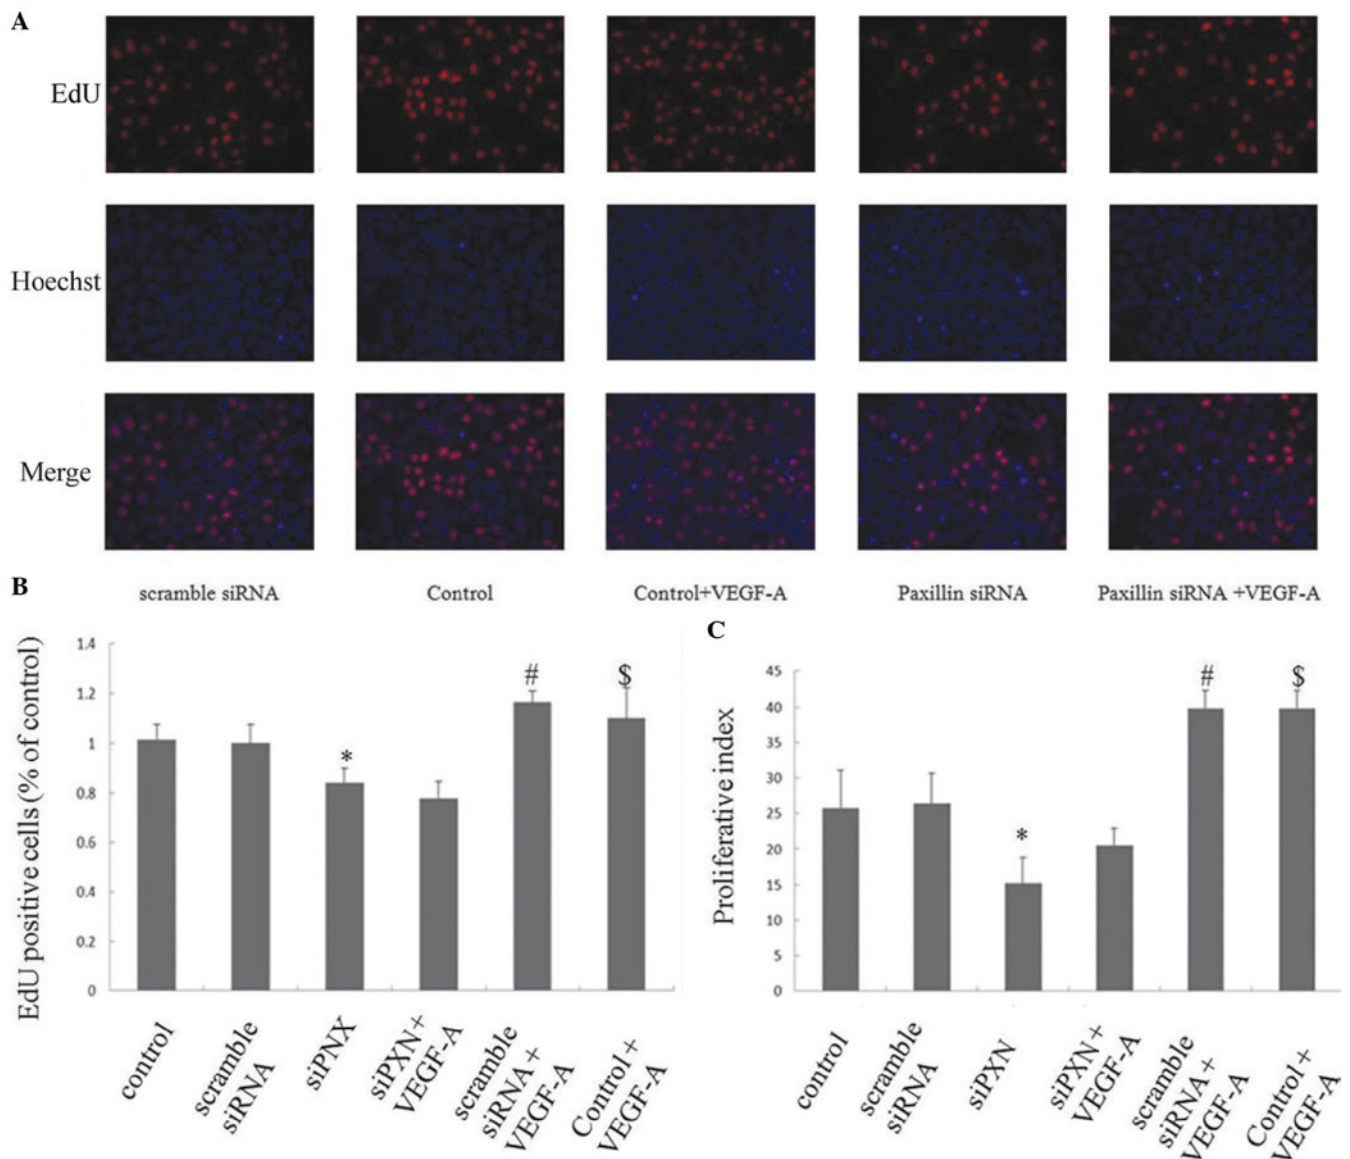 A
EdU
Hoechst
Merge
scramble siRNA
Control
Control+VEGF-A
Paxillin siRNA
Paxillin siRNA +VEGF-A
B
EdU positive cells (% of control)
1.4
1.2
1
0.8
0.6
0.4
0.2
0
*
#
$
control
scramble
siRNA
siPNX
siPXN+
VEGF-A
scramble
siRNA+
VEGF-A
Control+
VEGF-A
C
Proliferative index
45
40
35
30
25
20
15
10
5
0
*
#
$
control
scramble
siRNA
siPXN
siPXN+
VEGF-A
scramble
siRNA+
VEGF-A
Control+
VEGF-A